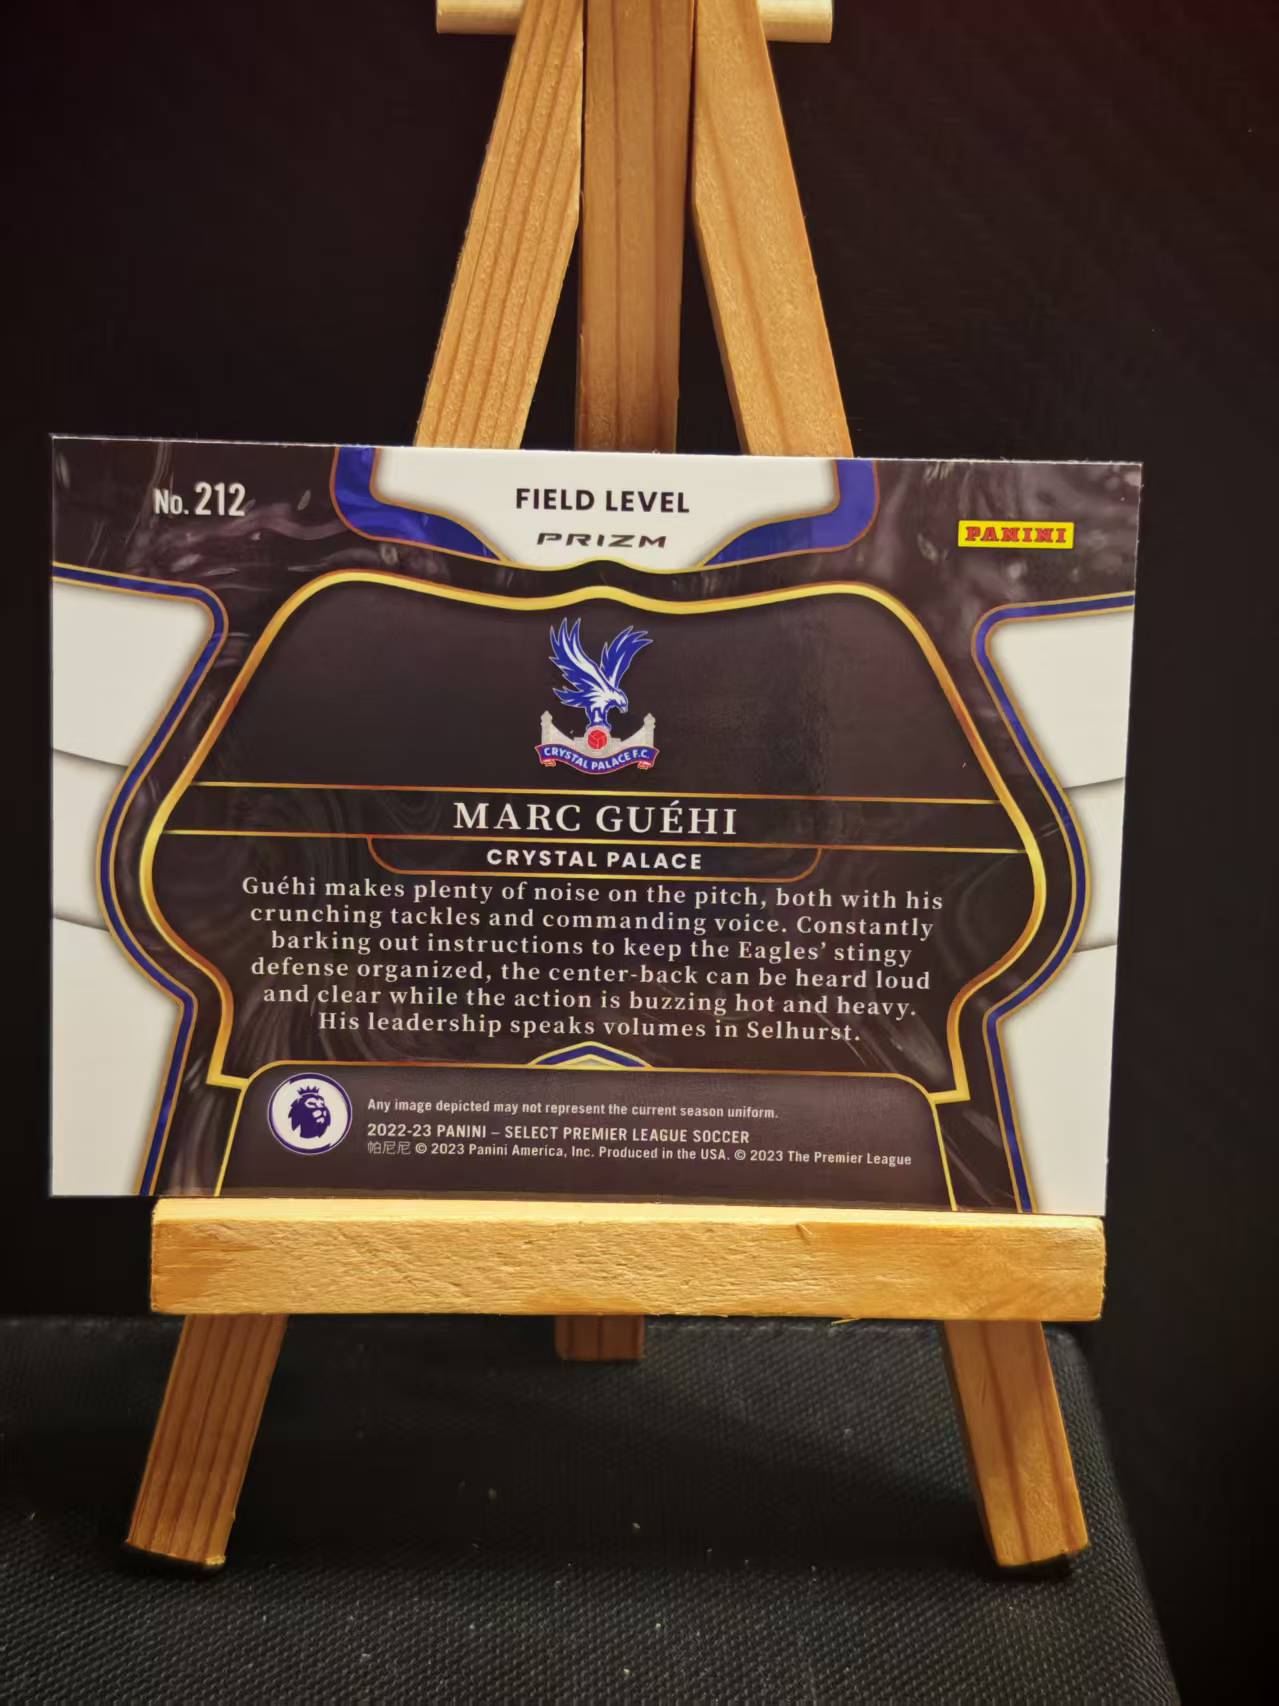 No. 212
FIELD LEVEL
PRIZM
PANINI
CRYSTAL PALACE F.C.
MARC GUÉHI
CRYSTAL PALACE
Guéhi makes plenty of noise on the pitch, both with his
crunching tackles and commanding voice. Constantly
barking out instructions to keep the Eagles’ stingy
defense organized, the center-back can be heard loud
and clear while the action is buzzing hot and heavy.
His leadership speaks volumes in Selhurst.
Any image depicted may not represent the current season uniform.
2022-23 PANINI – SELECT PREMIER LEAGUE SOCCER
帕尼尼 © 2023 Panini America, Inc. Produced in the USA. © 2023 The Premier League